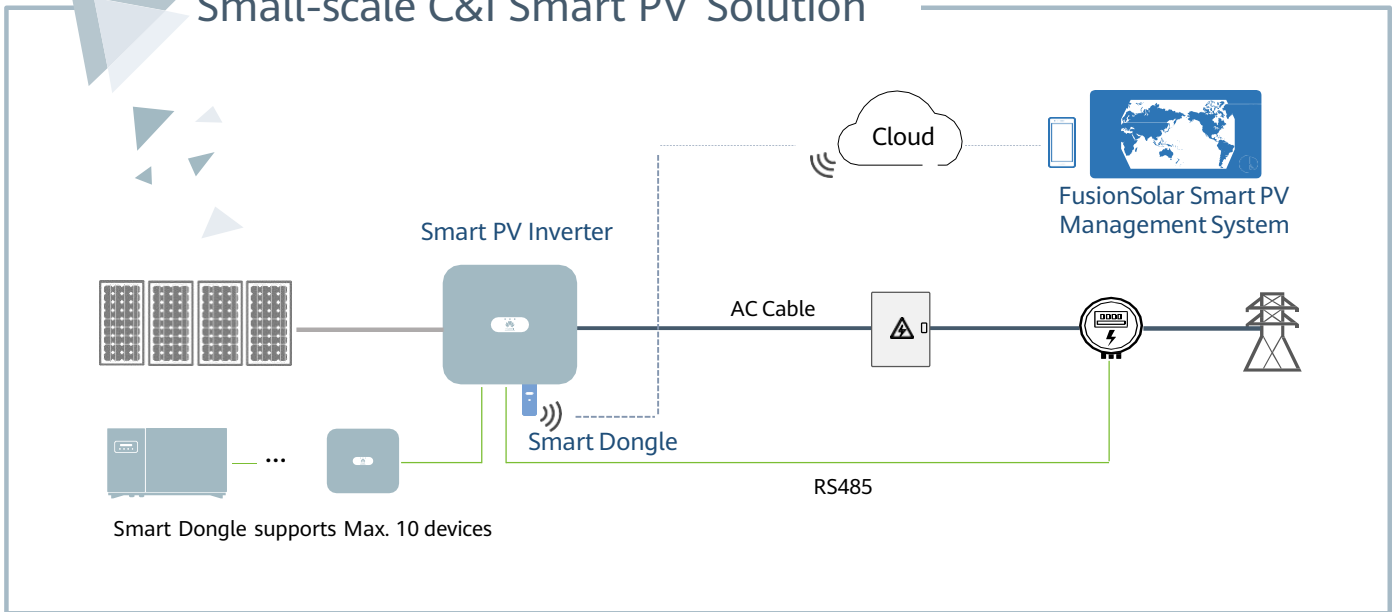 Small-scale C&I Smart PV Solution
Cloud
FusionSolar Smart PV
Management System
Smart PV Inverter
AC Cable
Smart Dongle
RS485
Smart Dongle supports Max. 10 devices